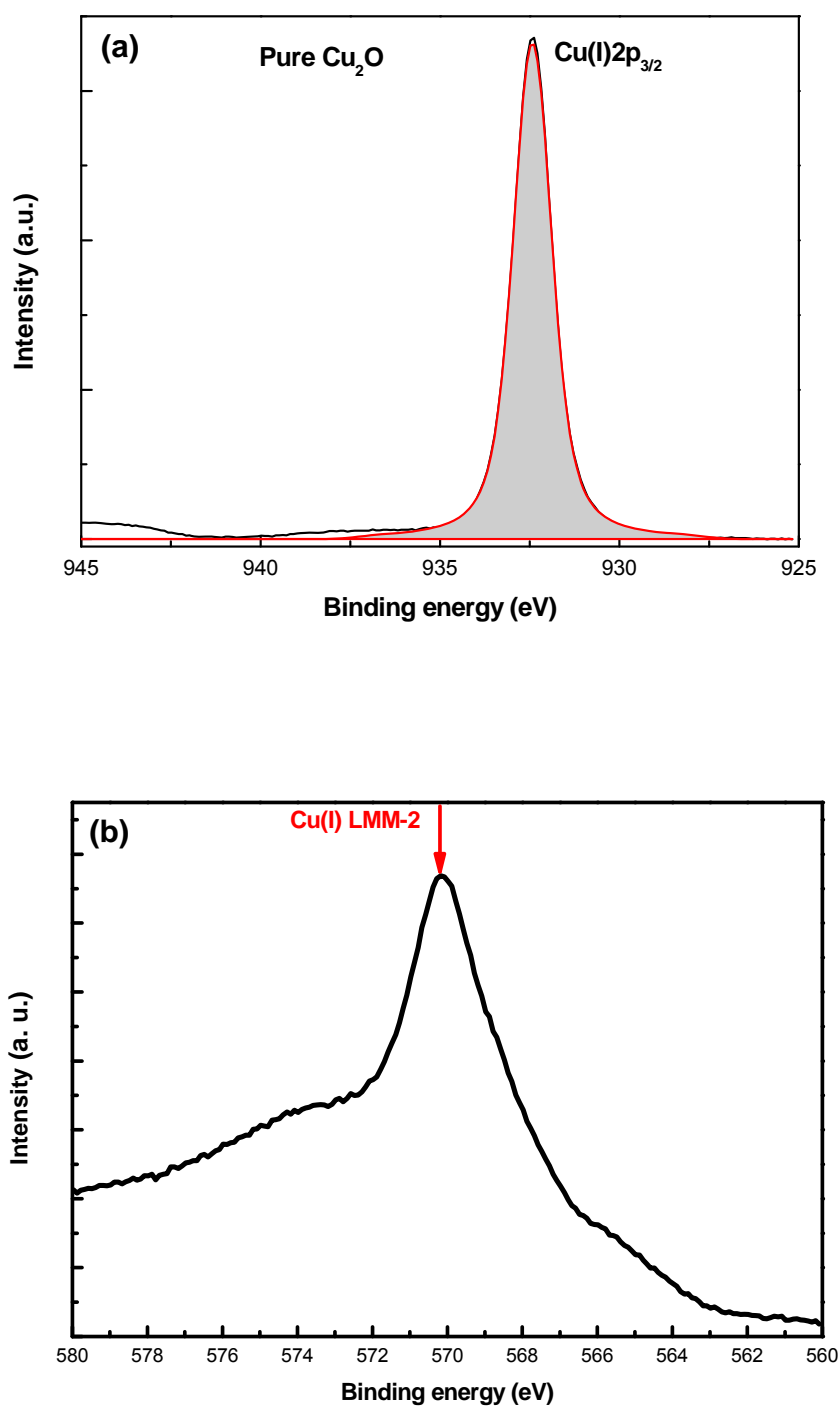 (a)
Pure Cu₂O
Cu(I)2p₃/₂
Intensity (a.u.)
945 940 935 930 925
Binding energy (eV)
(b)
Cu(I) LMM-2
Intensity (a. u.)
580 578 576 574 572 570 568 566 564 562 560
Binding energy (eV)